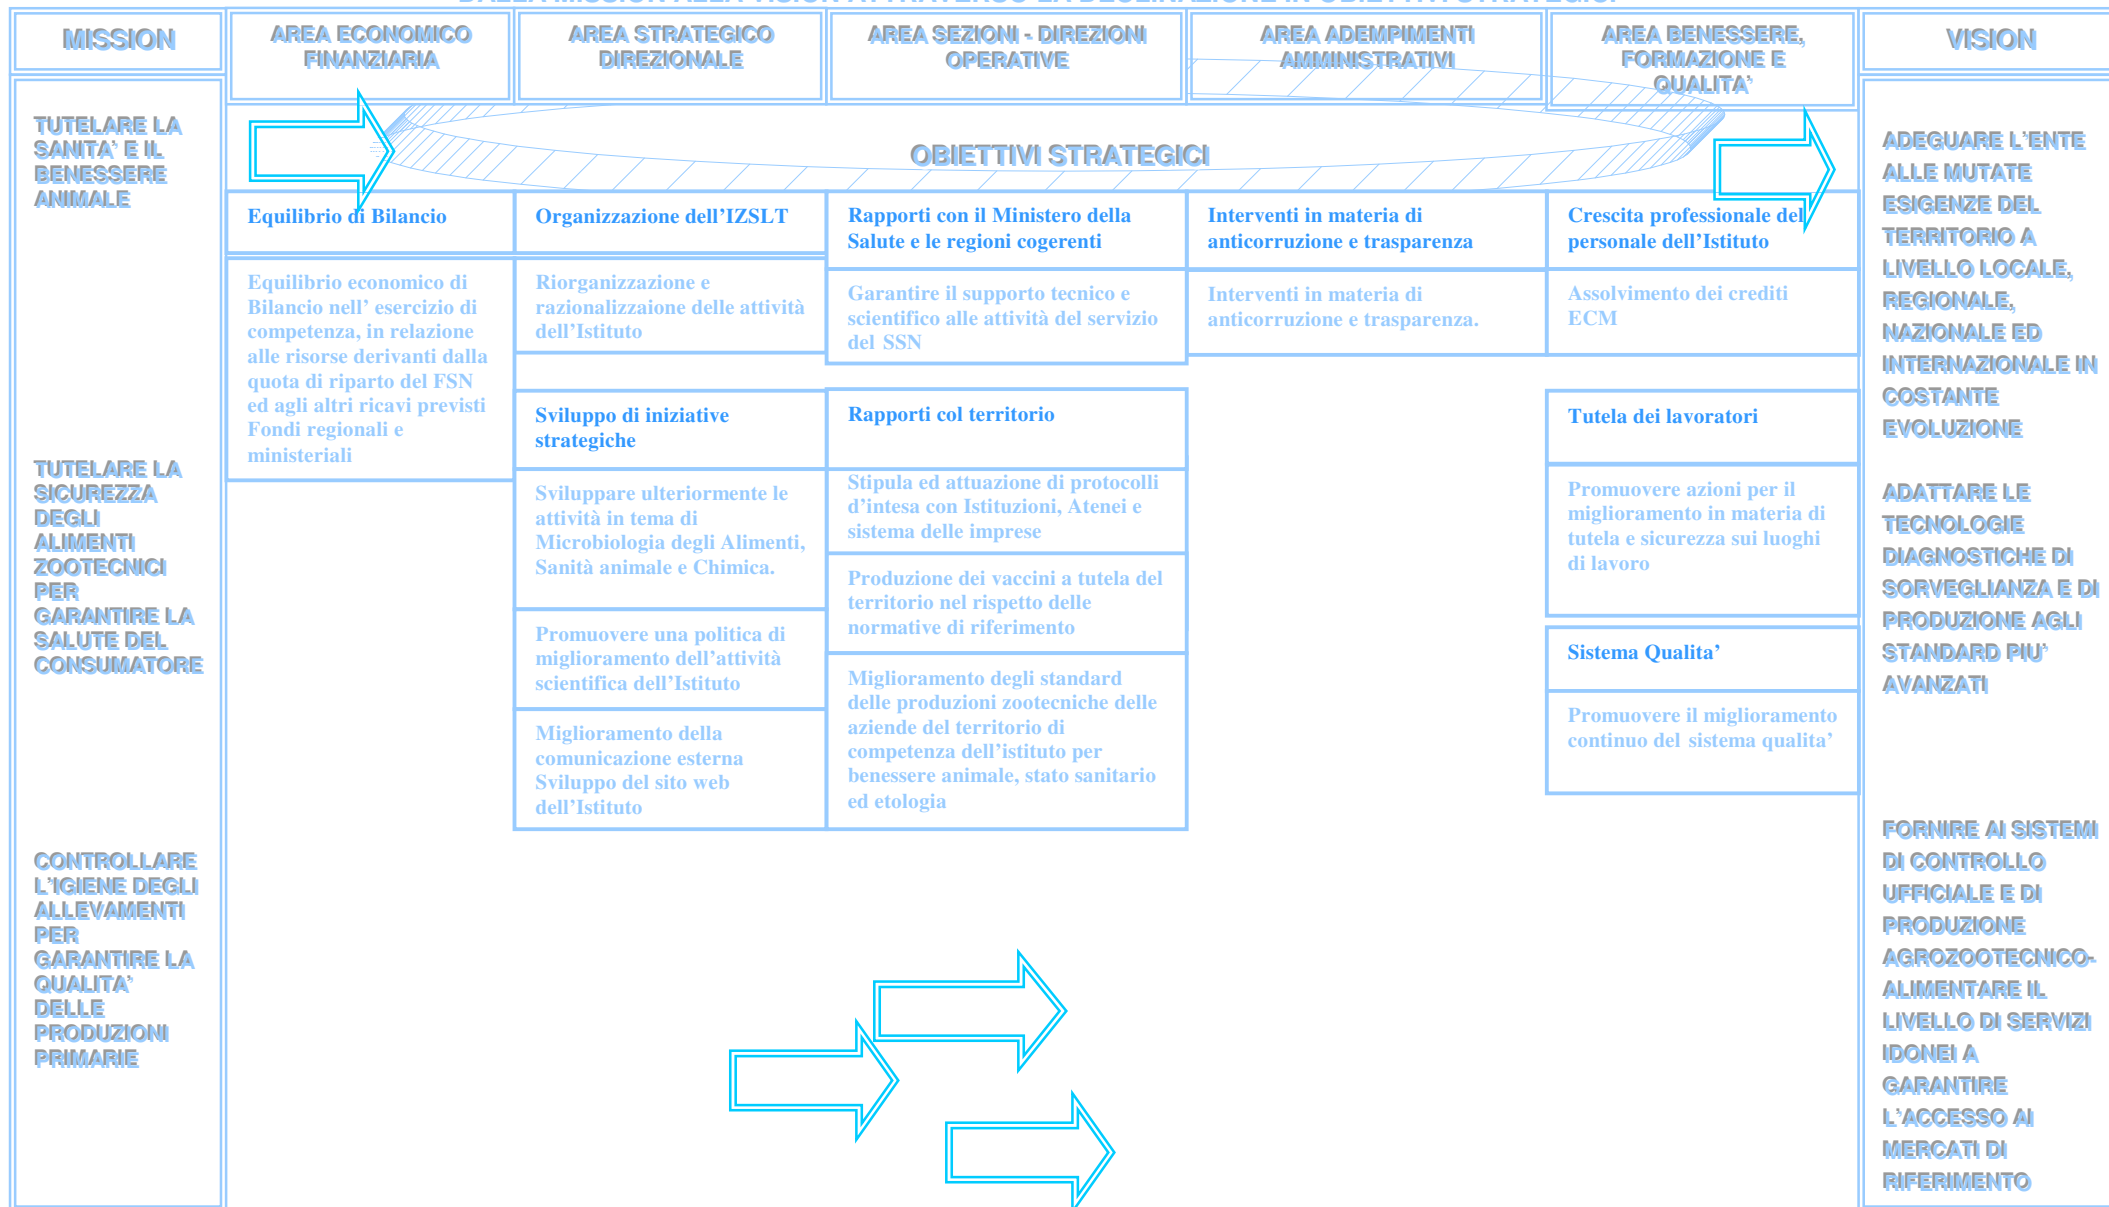 DALLA MISSION ALLA VISION ATTRAVERSO LA DECLINAZIONE IN OBIETTIVI STRATEGICI
MISSION
AREA ECONOMICO
FINANZIARIA
AREA STRATEGICO
DIREZIONALE
AREA SEZIONI - DIREZIONI
OPERATIVE
AREA ADEMPIMENTI
AMMINISTRATIVI
AREA BENESSERE,
FORMAZIONE E
QUALITA’
VISION
TUTELARE LA
SANITA’ E IL
BENESSERE
ANIMALE
TUTELARE LA
SICUREZZA
DEGLI
ALIMENTI
ZOOTECNICI
PER
GARANTIRE LA
SALUTE DEL
CONSUMATORE
CONTROLLARE
L’IGIENE DEGLI
ALLEVAMENTI
PER
GARANTIRE LA
QUALITA’
DELLE
PRODUZIONI
PRIMARIE
OBIETTIVI STRATEGICI
Equilibrio di Bilancio
Equilibrio economico di
Bilancio nell’ esercizio di
competenza, in relazione
alle risorse derivanti dalla
quota di riparto del FSN
ed agli altri ricavi previsti
Fondi regionali e
ministeriali
Organizzazione dell’IZSLT
Riorganizzazione e
razionalizzaione delle attività
dell’Istituto
Sviluppo di iniziative
strategiche
Sviluppare ulteriormente le
attività in tema di
Microbiologia degli Alimenti,
Sanità animale e Chimica.
Promuovere una politica di
miglioramento dell’attività
scientifica dell’Istituto
Miglioramento della
comunicazione esterna
Sviluppo del sito web
dell’Istituto
Rapporti con il Ministero della
Salute e le regioni cogerenti
Garantire il supporto tecnico e
scientifico alle attività del servizio
del SSN
Rapporti col territorio
Stipula ed attuazione di protocolli
d’intesa con Istituzioni, Atenei e
sistema delle imprese
Produzione dei vaccini a tutela del
territorio nel rispetto delle
normative di riferimento
Miglioramento degli standard
delle produzioni zootecniche delle
aziende del territorio di
competenza dell’istituto per
benessere animale, stato sanitario
ed etologia
Interventi in materia di
anticorruzione e trasparenza
Interventi in materia di
anticorruzione e trasparenza.
Crescita professionale del
personale dell’Istituto
Assolvimento dei crediti
ECM
Tutela dei lavoratori
Promuovere azioni per il
miglioramento in materia di
tutela e sicurezza sui luoghi
di lavoro
Sistema Qualita’
Promuovere il miglioramento
continuo del sistema qualita’
ADEGUARE L’ENTE
ALLE MUTATE
ESIGENZE DEL
TERRITORIO A
LIVELLO LOCALE,
REGIONALE,
NAZIONALE ED
INTERNAZIONALE IN
COSTANTE
EVOLUZIONE
ADATTARE LE
TECNOLOGIE
DIAGNOSTICHE DI
SORVEGLIANZA E DI
PRODUZIONE AGLI
STANDARD PIU’
AVANZATI
FORNIRE AI SISTEMI
DI CONTROLLO
UFFICIALE E DI
PRODUZIONE
AGROZOOTECNICO-
ALIMENTARE IL
LIVELLO DI SERVIZI
IDONEI A
GARANTIRE
L’ACCESSO AI
MERCATI DI
RIFERIMENTO